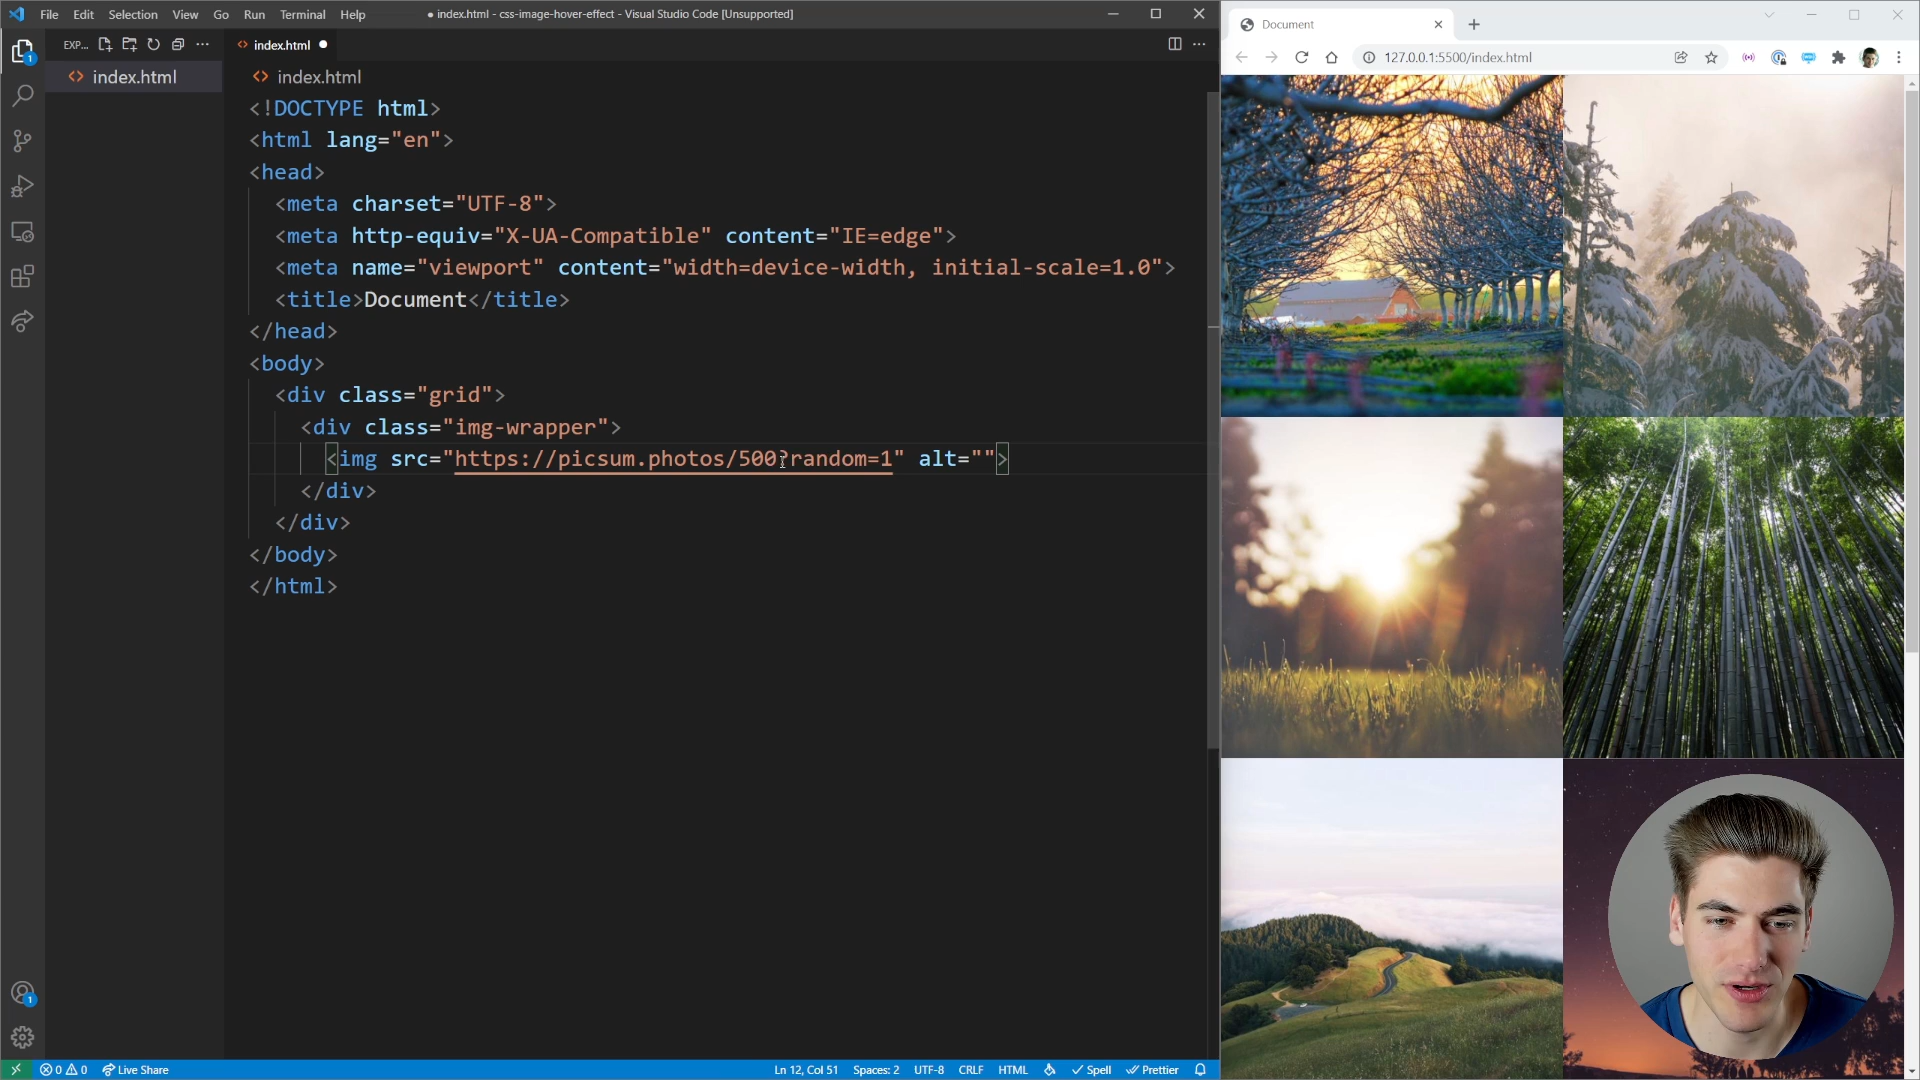 File Edit Selection View Go Run Terminal Help
● index.html - css-image-hover-effect - Visual Studio Code [Unsupported]
EXP...
index.html ●
index.html
index.html
<!DOCTYPE html>
<html lang="en">
<head>
<meta charset="UTF-8">
<meta http-equiv="X-UA-Compatible" content="IE=edge">
<meta name="viewport" content="width=device-width, initial-scale=1.0">
<title>Document</title>
</head>
<body>
<div class="grid">
<div class="img-wrapper">
<img src="https://picsum.photos/500?random=1" alt="">
</div>
</div>
</body>
</html>
1
1
0 0 Live Share
Ln 12, Col 51 Spaces: 2 UTF-8 CRLF HTML Spell Prettier
Document
127.0.0.1:5500/index.html